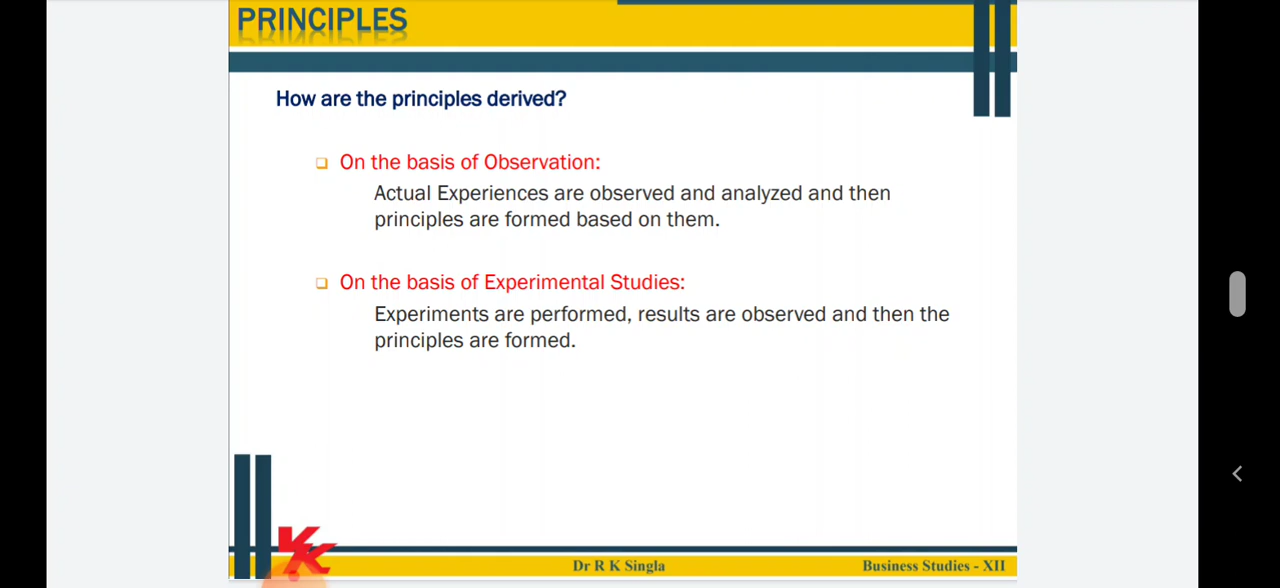 PRINCIPLES
How are the principles derived?
On the basis of Observation:
Actual Experiences are observed and analyzed and then
principles are formed based on them.
On the basis of Experimental Studies:
Experiments are performed, results are observed and then the
principles are formed.
KK
Dr R K Singla
Business Studies - XII